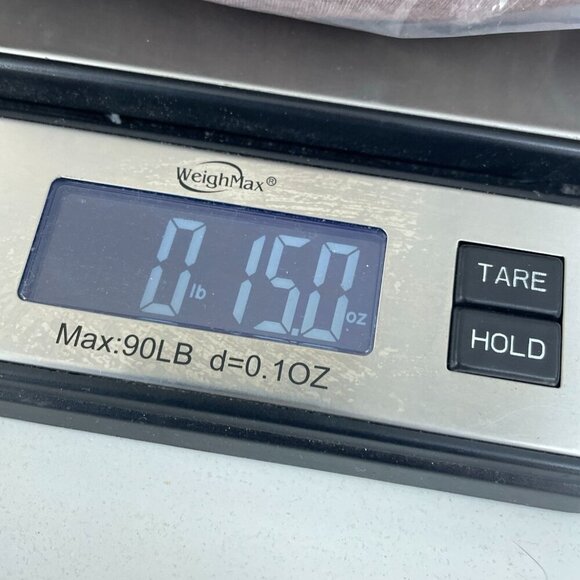 WeighMax®
0 lb 15.0 oz
TARE
HOLD
Max:90LB d=0.1OZ